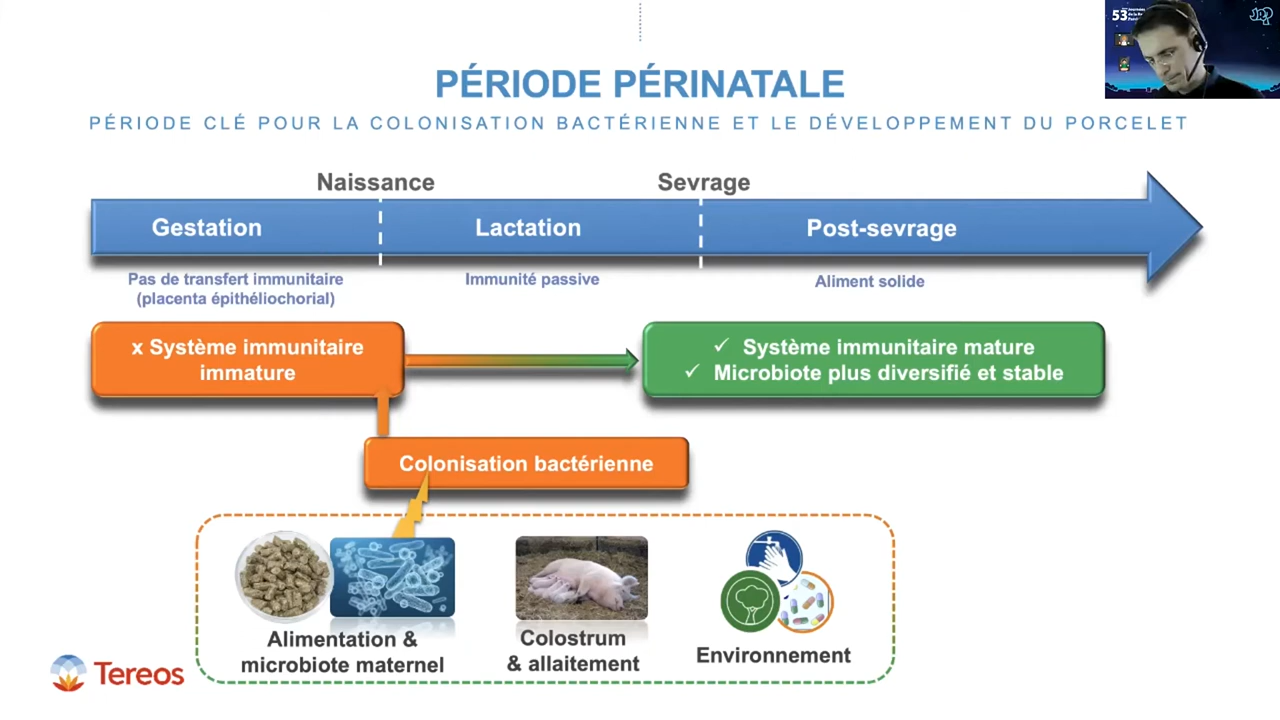 53
PÉRIODE PÉRINATALE
PÉRIODE CLÉ POUR LA COLONISATION BACTÉRIENNE ET LE DÉVELOPPEMENT DU PORCELET
Naissance
Sevrage
Gestation
Lactation
Post-sevrage
Pas de transfert immunitaire
(placenta épithéliochorial)
Immunité passive
Aliment solide
x Système immunitaire
immature
✓ Système immunitaire mature
✓ Microbiote plus diversifié et stable
Colonisation bactérienne
Alimentation &
microbiote maternel
Colostrum
& allaitement
Environnement
Tereos